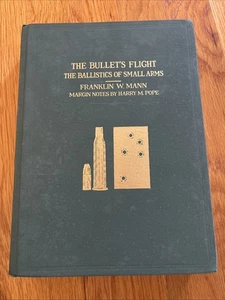 THE BULLET'S FLIGHT
THE BALLISTICS OF SMALL ARMS
FRANKLIN W. MANN
MARGIN NOTES BY HARRY M. POPE